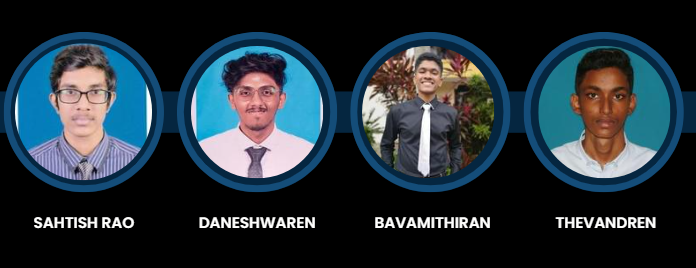 SAHTISH RAO
DANESHWAREN
BAVAMITHIRAN
THEVANDREN